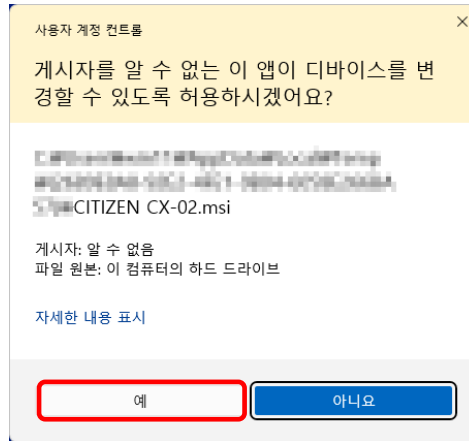 사용자 계정 컨트롤
게시자를 알 수 없는 이 앱이 디바이스를 변
경할 수 있도록 허용하시겠어요?
CITIZEN CX-02.msi
게시자: 알 수 없음
파일 원본: 이 컴퓨터의 하드 드라이브
자세한 내용 표시
예
아니요